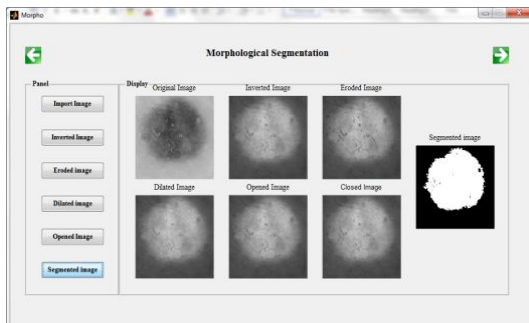 Morpho
Morphological Segmentation
Panel
Import Image
Inverted Image
Eroded image
Dilated image
Opened Image
Segmented image
Display
Original Image
Inverted Image
Eroded Image
Dilated Image
Opened Image
Closed Image
Segmented image